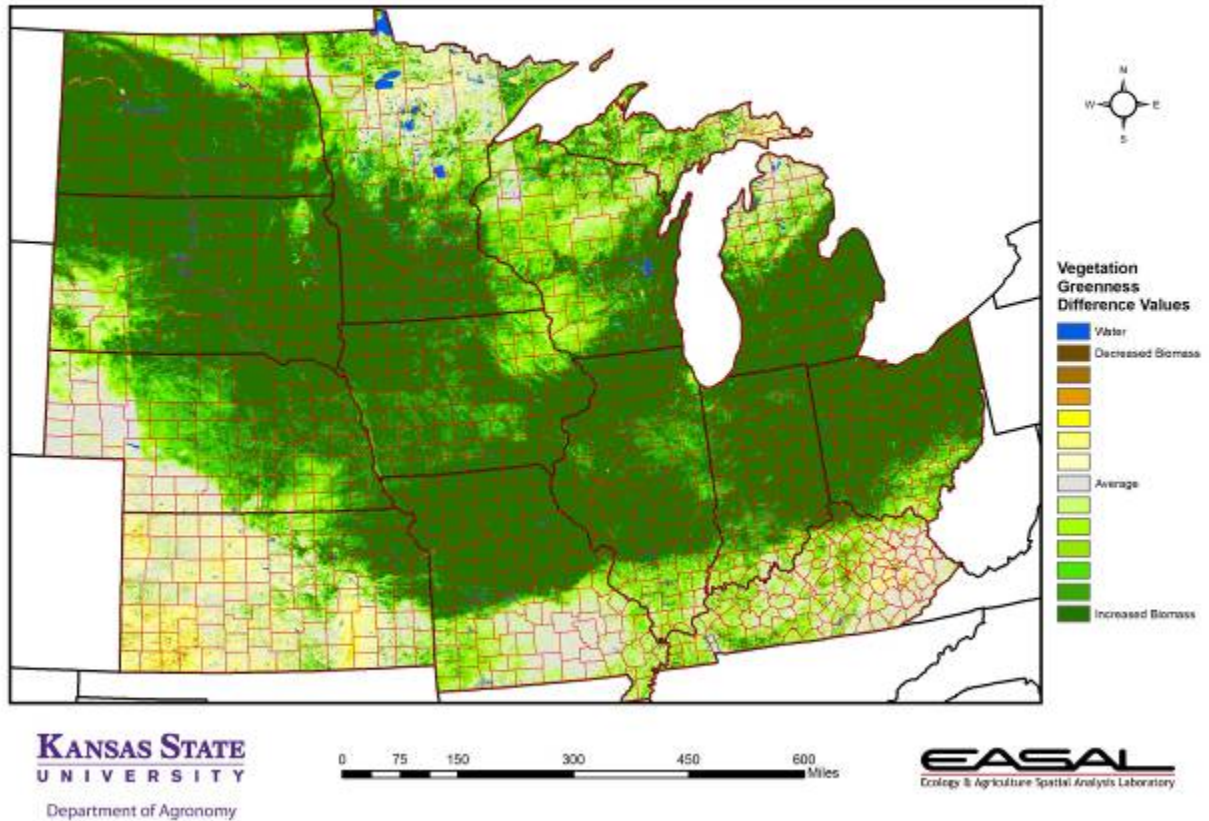 N
W E
S
Vegetation
Greenness
Difference Values
Water
Decreased Biomass
Average
Increased Biomass
KANSAS STATE
UNIVERSITY
Department of Agronomy
0 75 150 300 450 600
Miles
EASAL
Ecology & Agriculture Spatial Analysis Laboratory